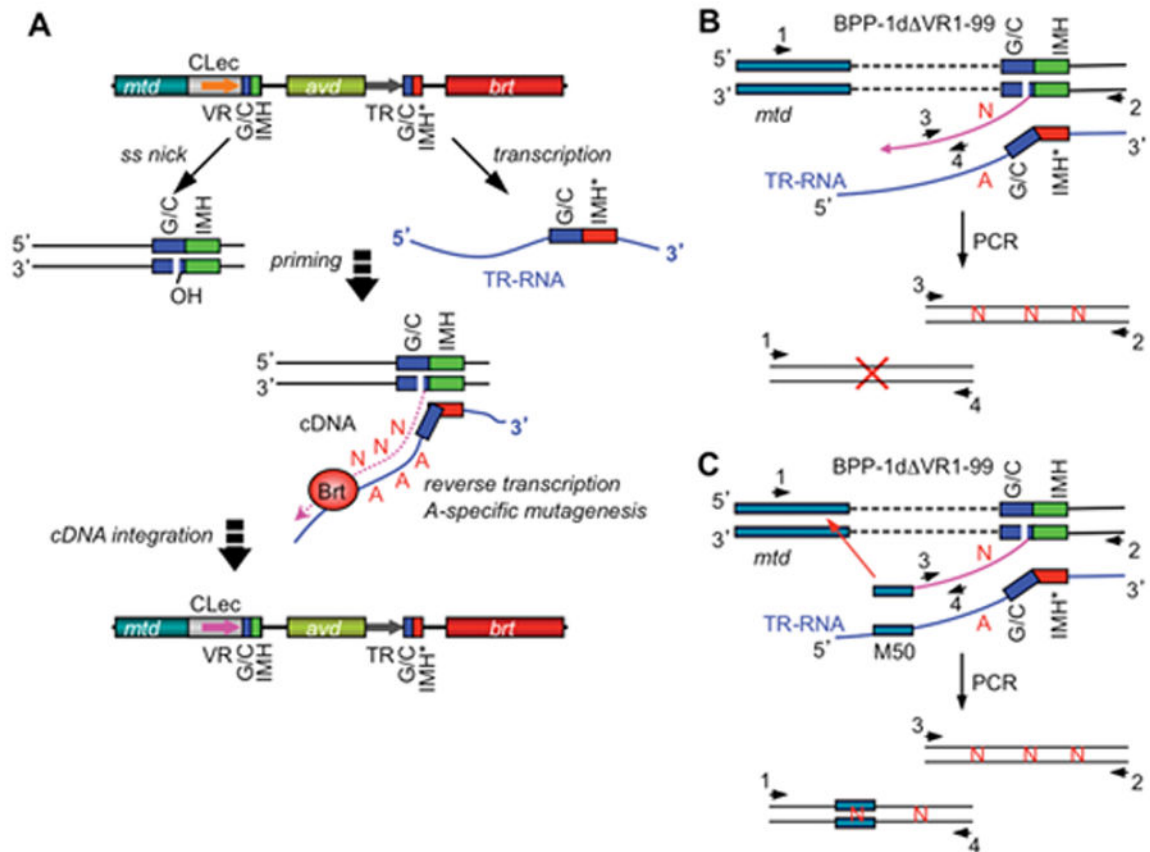 A
CLec
mtd
avd
brt
VR
G/C
IMH
TR
G/C
IMH*
ss nick
transcription
G/C
IMH
5'
3'
OH
priming
G/C
IMH*
5'
3'
TR-RNA
G/C
IMH
5'
3'
cDNA
3'
N
N
N
A
A
A
Brt
reverse transcription
A-specific mutagenesis
cDNA integration
CLec
mtd
avd
brt
VR
G/C
IMH
TR
G/C
IMH*
B
BPP-1dΔVR1-99
G/C
IMH
1
5'
3'
mtd
2
N
3
4
3'
TR-RNA
5'
A
G/C
IMH*
PCR
3
N N N
2
1
4
C
BPP-1dΔVR1-99
G/C
IMH
1
5'
3'
mtd
2
N
3
4
3'
TR-RNA
5'
M50
A
G/C
IMH*
PCR
3
N N N
2
1
N N
4